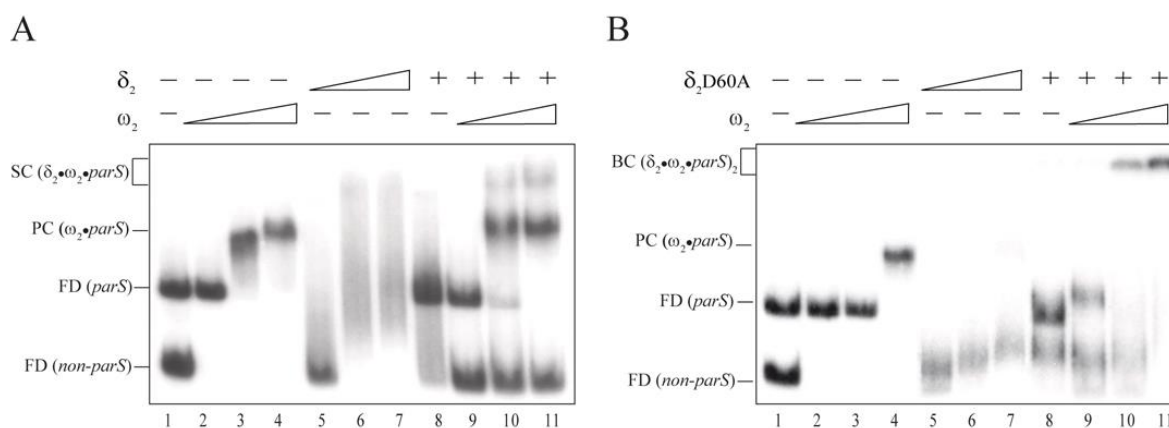 A
δ₂ – – – – + + + +
ω₂ – – – – –
SC (δ₂•ω₂•parS)
PC (ω₂•parS)
FD (parS)
FD (non-parS)
1 2 3 4 5 6 7 8 9 10 11
B
δ₂D60A – – – – + + + +
ω₂ – – – – –
BC (δ₂•ω₂•parS)₂
PC (ω₂•parS)
FD (parS)
FD (non-parS)
1 2 3 4 5 6 7 8 9 10 11